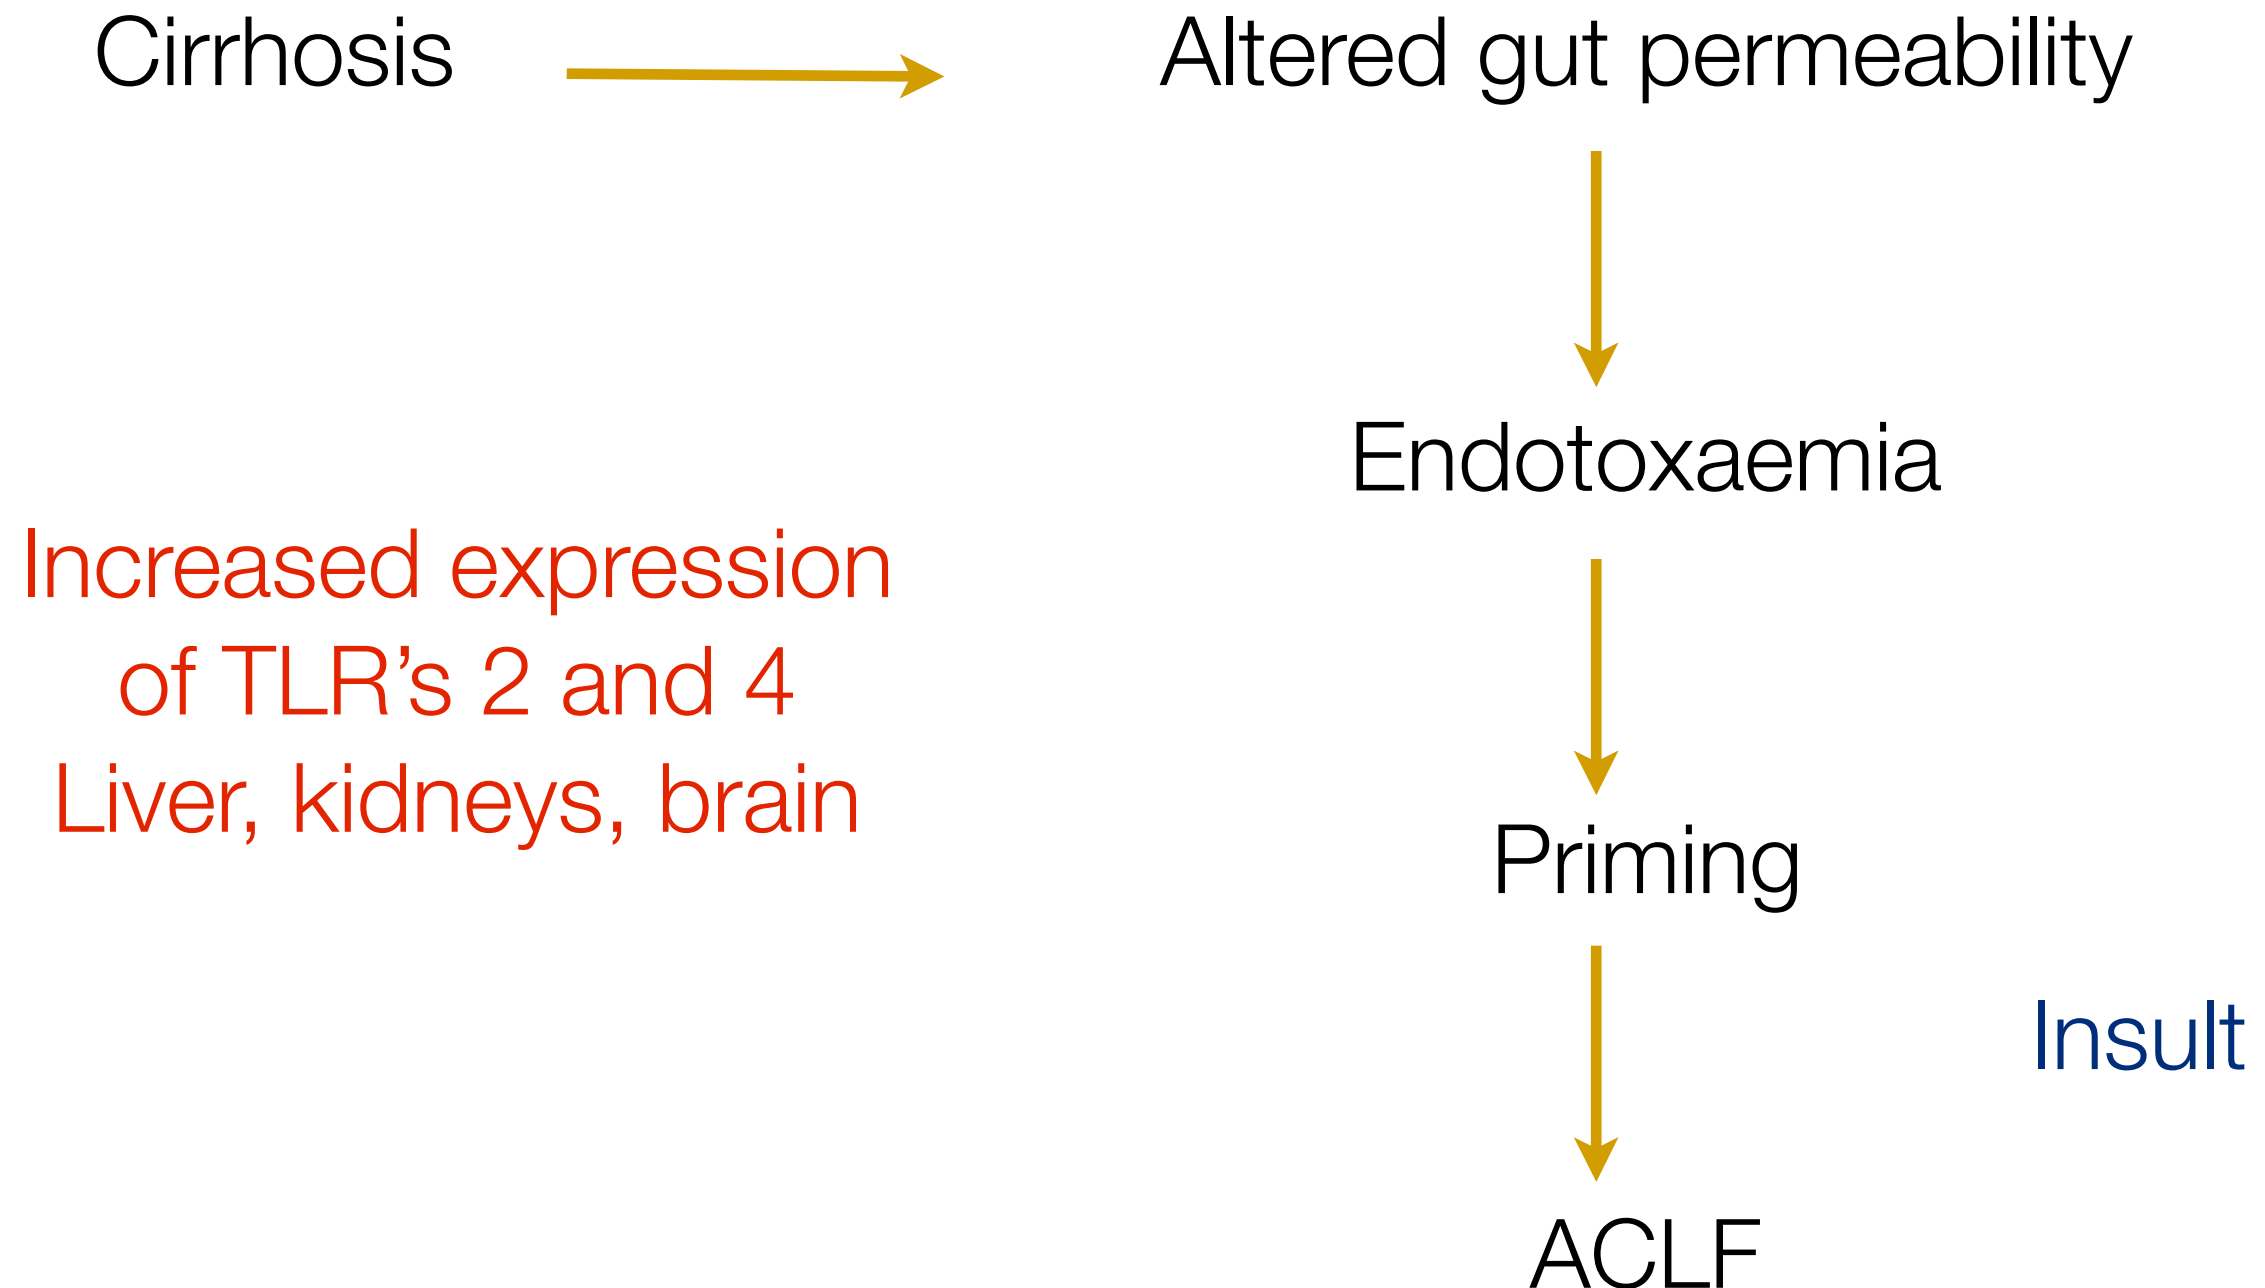 Cirrhosis
Altered gut permeability
Endotoxaemia
Increased expression
of TLR’s 2 and 4
Liver, kidneys, brain
Priming
Insult
ACLF